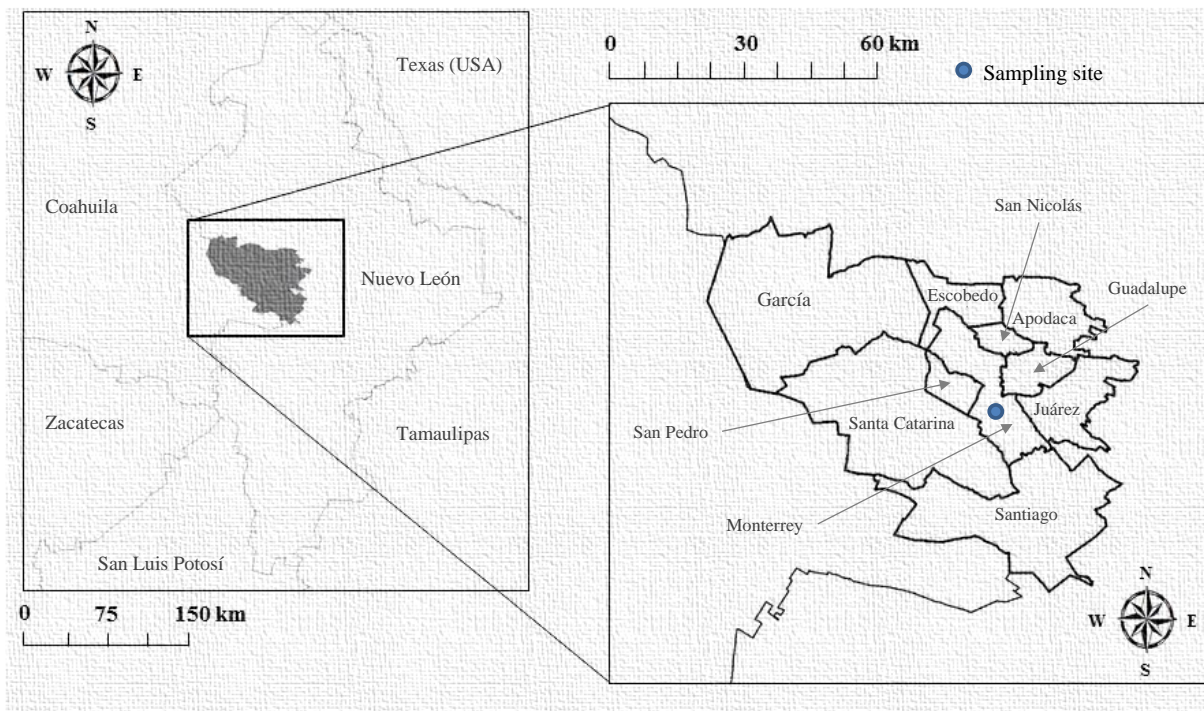 N
W E
S
Texas (USA)
Coahuila
Nuevo León
Zacatecas
Tamaulipas
San Luis Potosí
0 75 150 km
0 30 60 km
Sampling site
San Nicolás
Guadalupe
García
Escobedo
Apodaca
San Pedro
Santa Catarina
Juárez
Monterrey
Santiago
N
W E
S